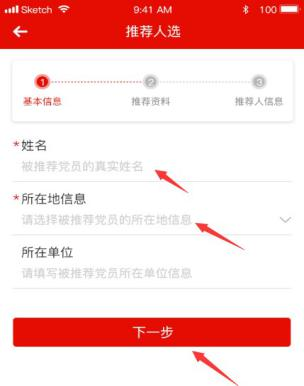 Sketch 9:41 AM 100
推荐人选
1 2 3
基本信息 推荐资料 推荐人信息
*姓名
被推荐党员的真实姓名
*所在地信息
请选择被推荐党员的所在地信息
所在单位
请填写被推荐党员所在单位信息
下一步